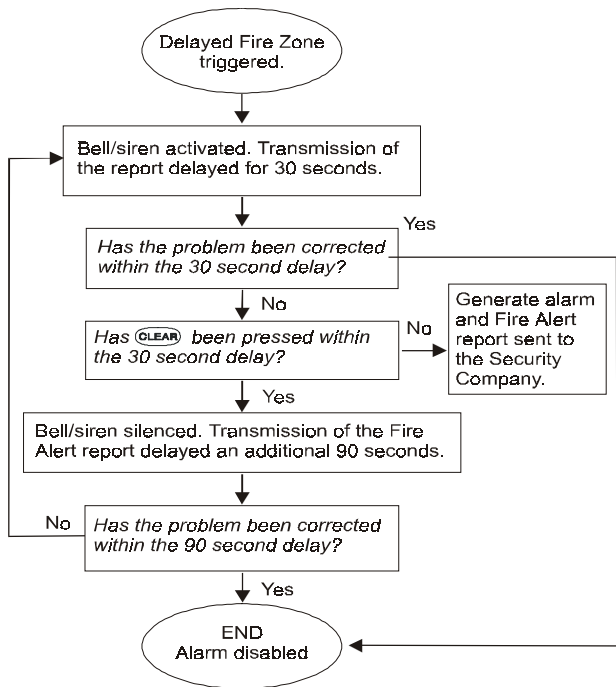 Delayed Fire Zone
triggered.
Bell/siren activated. Transmission of
the report delayed for 30 seconds.
Yes
Has the problem been corrected
within the 30 second delay?
No
Has CLEAR been pressed within
the 30 second delay?
No
Generate alarm
and Fire Alert
report sent to
the Security
Company.
Yes
Bell/siren silenced. Transmission of the Fire
Alert report delayed an additional 90 seconds.
No
Has the problem been corrected
within the 90 second delay?
Yes
END
Alarm disabled